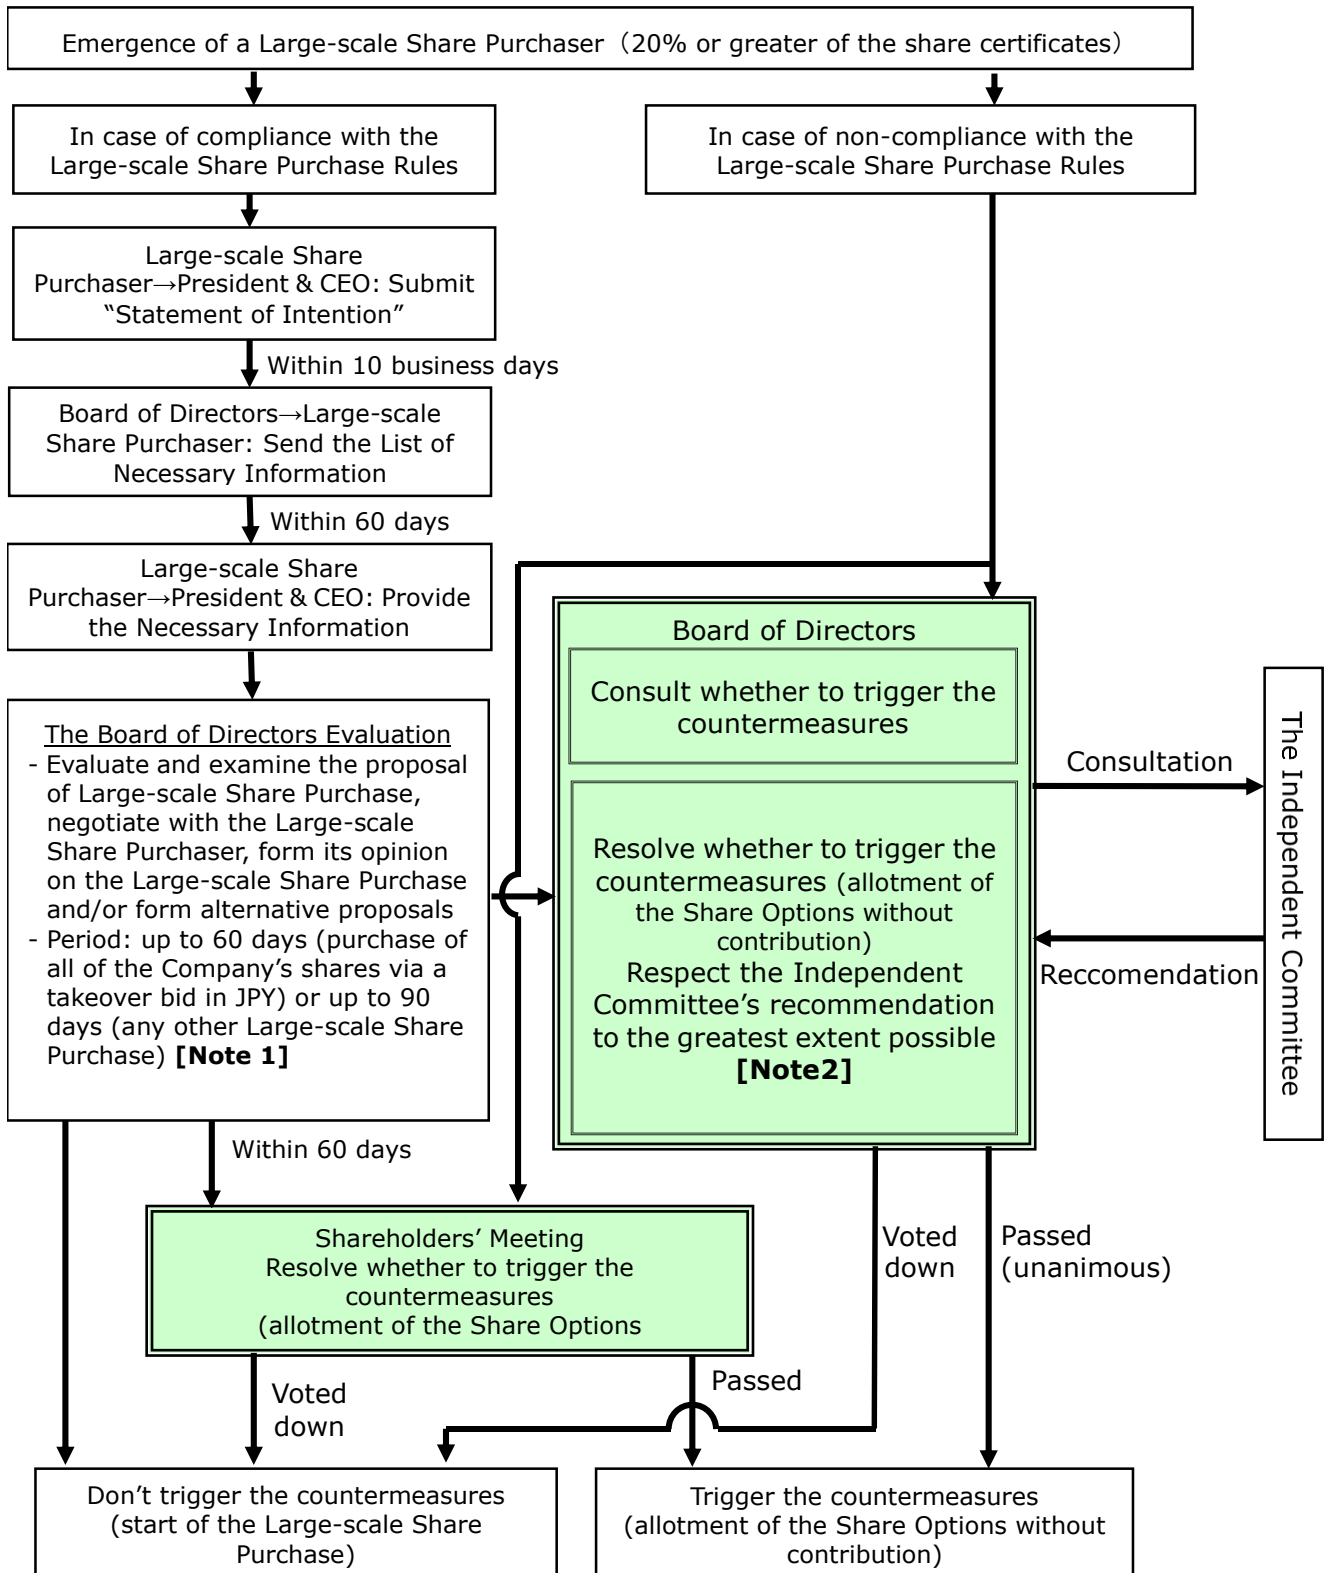 Emergence of a Large-scale Share Purchaser（20% or greater of the share certificates）
In case of compliance with the
Large-scale Share Purchase Rules
In case of non-compliance with the
Large-scale Share Purchase Rules
Large-scale Share
Purchaser→President & CEO: Submit
“Statement of Intention”
Within 10 business days
Board of Directors→Large-scale
Share Purchaser: Send the List of
Necessary Information
Within 60 days
Large-scale Share
Purchaser→President & CEO: Provide
the Necessary Information
The Board of Directors Evaluation
- Evaluate and examine the proposal
of Large-scale Share Purchase,
negotiate with the Large-scale
Share Purchaser, form its opinion
on the Large-scale Share Purchase
and/or form alternative proposals
- Period: up to 60 days (purchase of
all of the Company’s shares via a
takeover bid in JPY) or up to 90
days (any other Large-scale Share
Purchase) [Note 1]
Board of Directors
Consult whether to trigger the
countermeasures
Resolve whether to trigger the
countermeasures (allotment of
the Share Options without
contribution)
Respect the Independent
Committee’s recommendation
to the greatest extent possible
[Note2]
Consultation
Reccomendation
The Independent Committee
Within 60 days
Shareholders’ Meeting
Resolve whether to trigger the
countermeasures
(allotment of the Share Options
Voted
down
Passed
(unanimous)
Voted
down
Passed
Don’t trigger the countermeasures
(start of the Large-scale Share
Purchase)
Trigger the countermeasures
(allotment of the Share Options without
contribution)